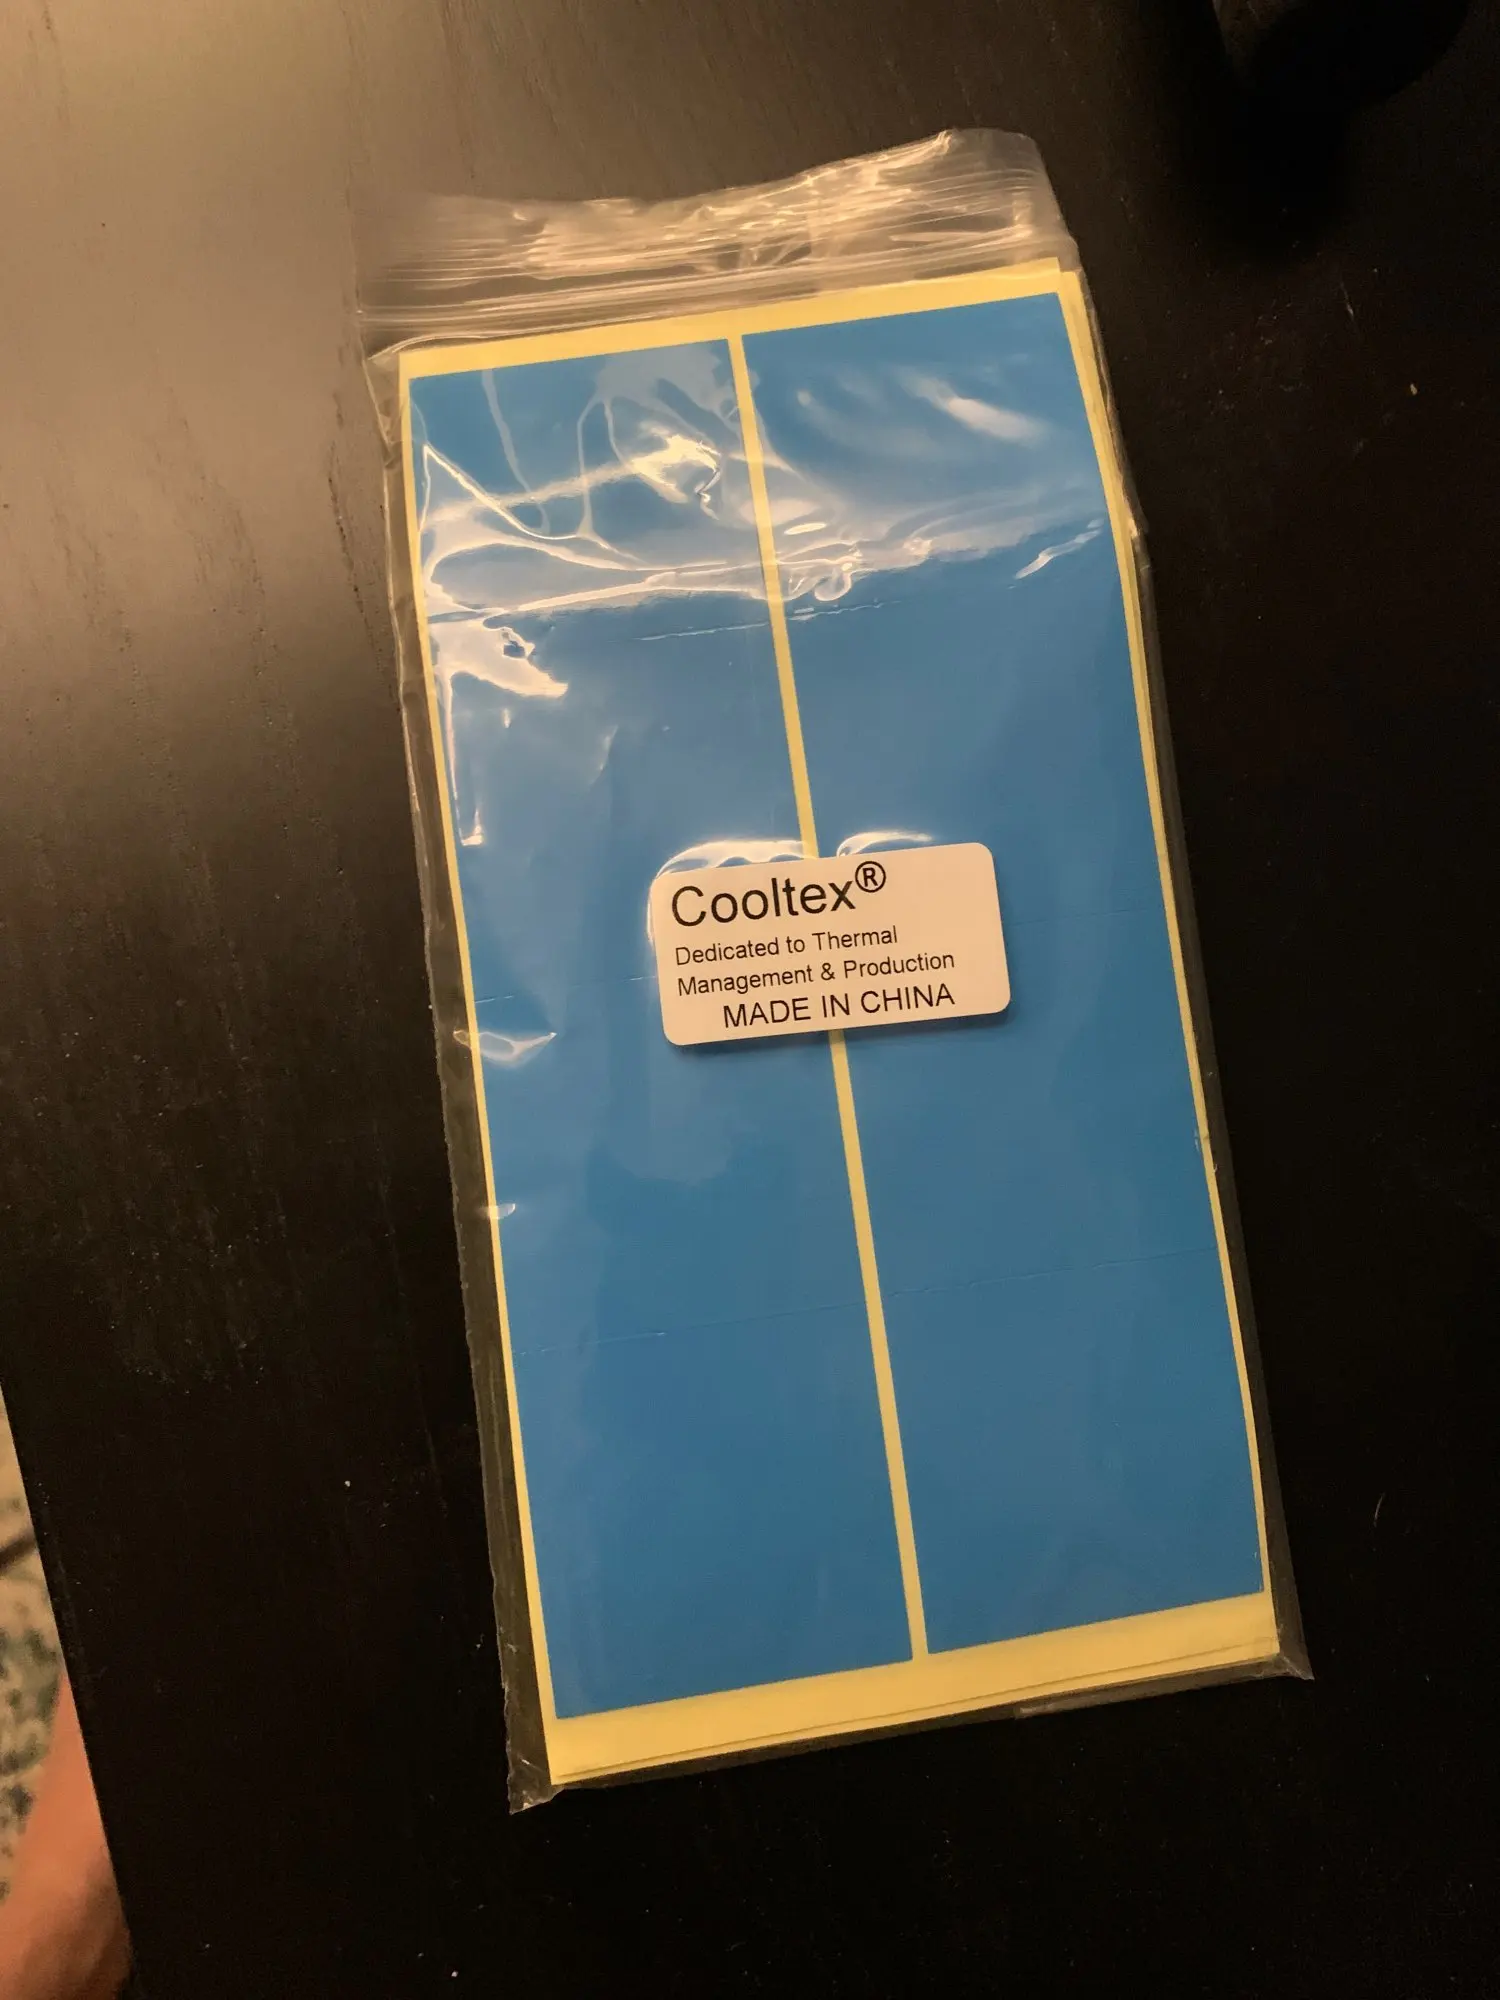 Cooltex®
Dedicated to Thermal
Management & Production
MADE IN CHINA